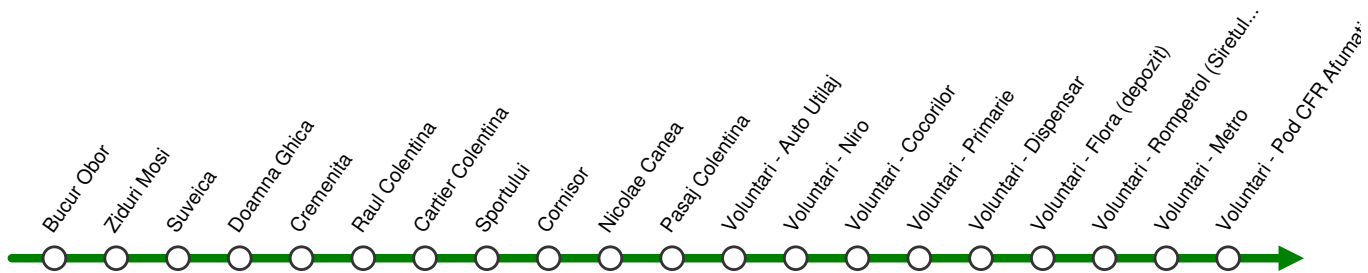 Bucur Obor
Ziduri Mosi
Suveica
Doamna Ghica
Cremenita
Raul Colentina
Cartier Colentina
Sportului
Cornisor
Nicolae Canea
Pasaj Colentina
Voluntari - Auto Utilaj
Voluntari - Niro
Voluntari - Cocorilor
Voluntari - Primarie
Voluntari - Dispensar
Voluntari - Flora (depozit)
Voluntari - Rompetrol (Siretul...
Voluntari - Metro
Voluntari - Pod CFR Afumati